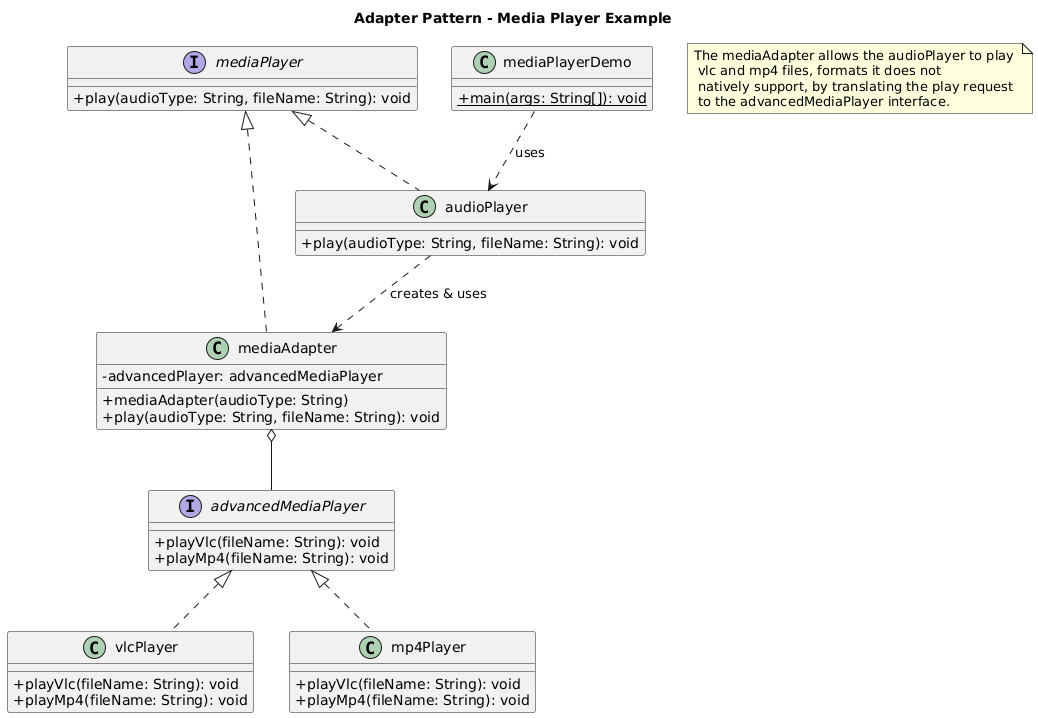 Adapter Pattern - Media Player Example
I mediaPlayer
+play(audioType: String, fileName: String): void
C mediaPlayerDemo
+main(args: String[]): void
The mediaAdapter allows the audioPlayer to play
vlc and mp4 files, formats it does not
natively support, by translating the play request
to the advancedMediaPlayer interface.
uses
C audioPlayer
+play(audioType: String, fileName: String): void
creates & uses
C mediaAdapter
-advancedPlayer: advancedMediaPlayer
+mediaAdapter(audioType: String)
+play(audioType: String, fileName: String): void
I advancedMediaPlayer
+playVlc(fileName: String): void
+playMp4(fileName: String): void
C vlcPlayer
+playVlc(fileName: String): void
+playMp4(fileName: String): void
C mp4Player
+playVlc(fileName: String): void
+playMp4(fileName: String): void